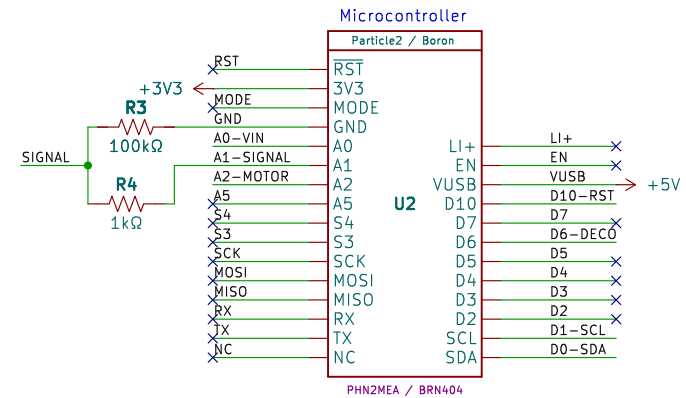 Microcontroller
Particle2 / Boron
RST RST
+3V3 3V3
MODE MODE
R3 GND GND
100kΩ
A0-VIN A0 LI+ LI+
SIGNAL A1-SIGNAL A1 EN EN
R4 A2-MOTOR A2 VUSB VUSB +5V
A5 A5 U2 D10 D10-RST
1kΩ S4 S4 D7 D7
S3 S3 D6 D6-DECO
SCK SCK D5 D5
MOSI MOSI D4 D4
MISO MISO D3 D3
RX RX D2 D2
TX TX SCL D1-SCL
NC NC SDA D0-SDA
PHN2MEA / BRN404